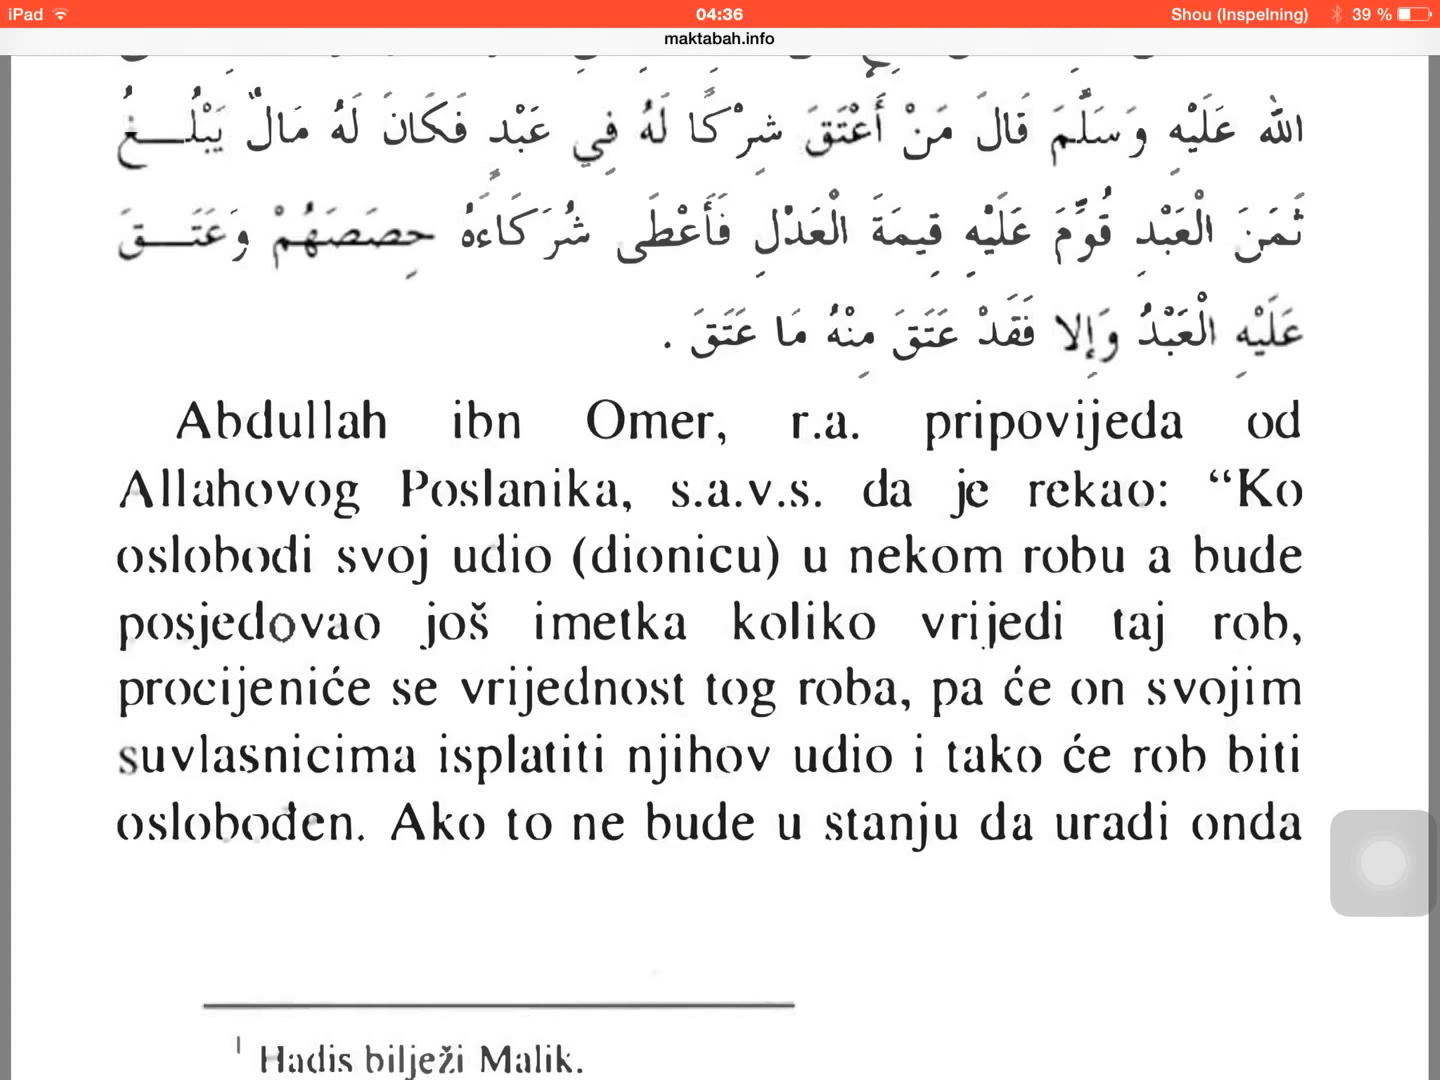 iPad
04:36
Shou (Inspelning)
39 %
maktabah.info
الله عَلَيْهِ وَسَلَّمَ قَالَ مَنْ أَعْتَقَ شِرْكًا لَهُ فِي عَبْدٍ فَكَانَ لَهُ مَالٌ يَبْلُـــغُ
ثَمَنَ الْعَبْدِ قُوِّمَ عَلَيْهِ قِيمَةَ الْعَدْلِ فَأَعْطَى شُرَكَاءَهُ حِصَصَهُمْ وَعَتَـــقَ
عَلَيْهِ الْعَبْدُ وَإِلا فَقَدْ عَتَقَ مِنْهُ مَا عَتَقَ .
Abdullah ibn Omer, r.a. pripovijeda od
Allahovog Poslanika, s.a.v.s. da je rekao: “Ko
oslobodi svoj udio (dionicu) u nekom robu a bude
posjedovao još imetka koliko vrijedi taj rob,
procijeniće se vrijednost tog roba, pa će on svojim
suvlasnicima isplatiti njihov udio i tako će rob biti
oslobođen. Ako to ne bude u stanju da uradi onda
1 Hadis bilježi Malik.